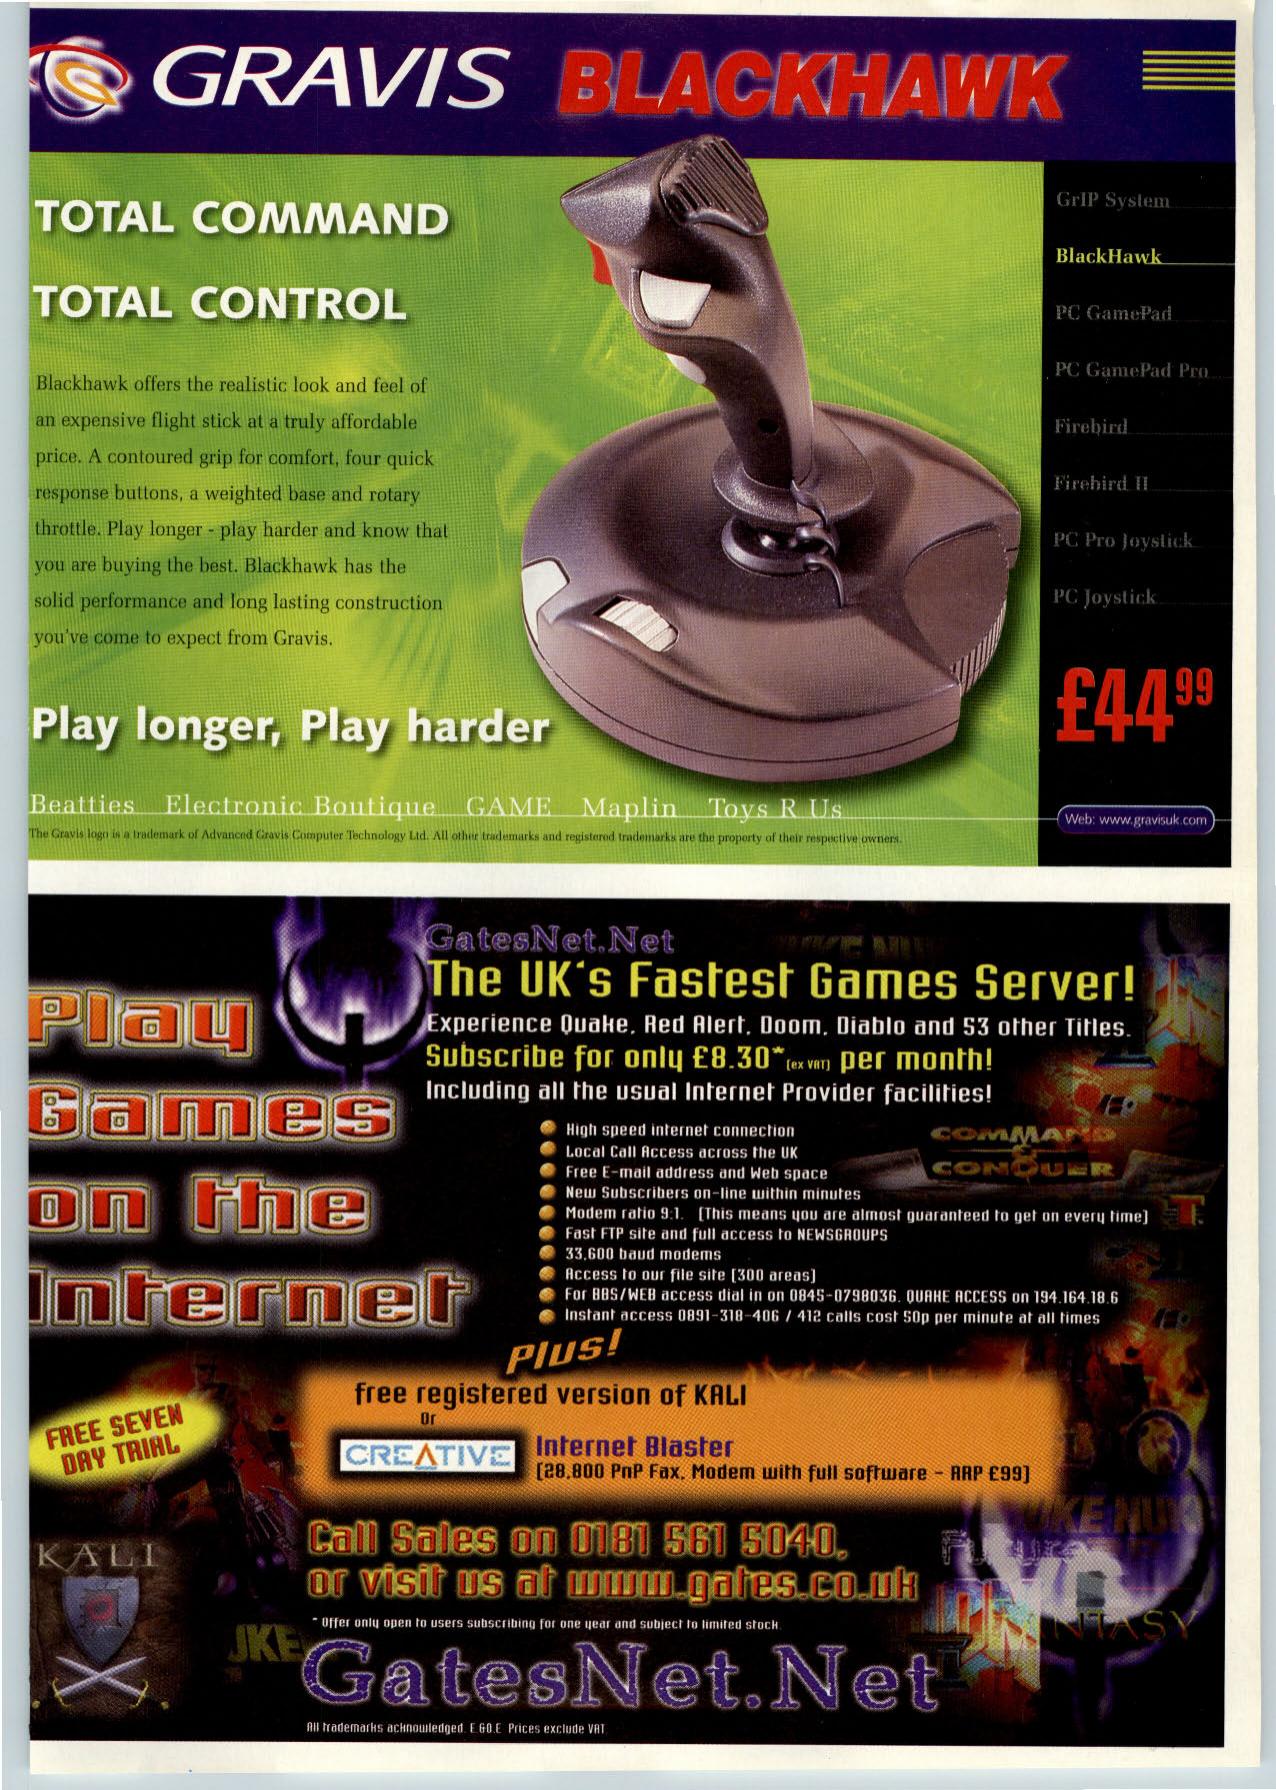 GRAVIS BLACKHAWK
TOTAL COMMAND
TOTAL CONTROL
Blackhawk offers the realistic look and feel of
an expensive flight stick at a truly affordable
price. A contoured grip for comfort, four quick
response buttons, a weighted base and rotary
throttle. Play longer - play harder and know that
you are buying the best. Blackhawk has the
solid performance and long lasting construction
you've come to expect from Gravis.
Play longer, Play harder
Beatties Electronic Boutique GAME Maplin Toys R Us
The Gravis logo is a trademark of Advanced Gravis Computer Technology Ltd. All other trademarks and registered trademarks are the property of their respective owners.
GrIP System
BlackHawk
PC GamePad
PC GamePad Pro
Firebird
Firebird II
PC Pro Joystick
PC Joystick
£44.99
Web: www.gravisuk.com
Play
Games
on the
Internet
GatesNet.Net
The UK's Fastest Games Server!
Experience Quake, Red Alert, Doom, Diablo and 53 other Titles.
Subscribe for only £8.30* [ex VAT] per month!
Including all the usual Internet Provider facilities!
High speed internet connection
Local Call Access across the UK
Free E-mail address and Web space
New Subscribers on-line within minutes
Modem ratio 9:1. [This means you are almost guaranteed to get on every time]
Fast FTP site and full access to NEWSGROUPS
33,600 baud modems
Access to our file site [300 areas]
For BBS/WEB access dial in on 0845-0798036. QUAKE ACCESS on 194.164.18.6
Instant access 0891-318-406 / 412 calls cost 50p per minute at all times
COMMAND
&
CONQUER
Plus!
free registered version of KALI
Or
CREATIVE Internet Blaster
[28,800 PnP Fax, Modem with full software - RRP £99]
FREE SEVEN
DAY TRIAL
Call Sales on 0181 561 5040,
or visit us at www.gates.co.uk
* Offer only open to users subscribing for one year and subject to limited stock.
KALI
GatesNet.Net
All trademarks acknowledged. E.&O.E. Prices exclude VAT